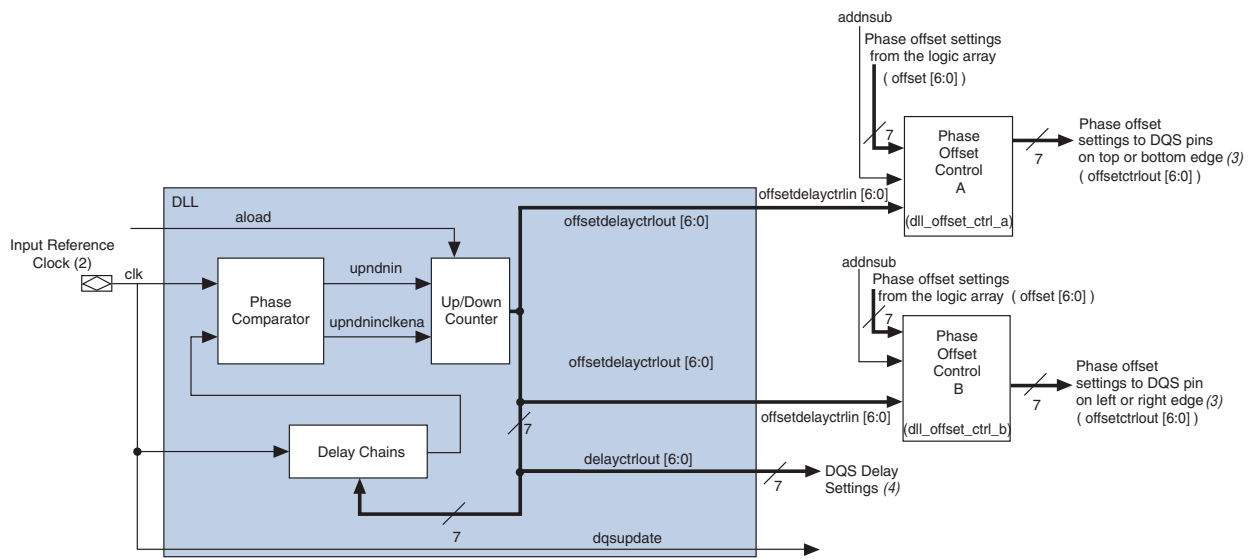 addnsub
Phase offset settings
from the logic array
( offset [6:0] )
7
Phase
Offset
Control
A
(dll_offset_ctrl_a)
7
Phase offset
settings to DQS pins
on top or bottom edge (3)
( offsetctrlout [6:0] )
DLL
aload
offsetdelayctrlout [6:0]
offsetdelayctrlin [6:0]
Input Reference
Clock (2)
clk
Phase
Comparator
upndnin
upndninclkena
Up/Down
Counter
addnsub
Phase offset settings
from the logic array ( offset [6:0] )
7
Phase
Offset
Control
B
(dll_offset_ctrl_b)
7
Phase offset
settings to DQS pin
on left or right edge (3)
( offsetctrlout [6:0] )
offsetdelayctrlout [6:0]
offsetdelayctrlin [6:0]
7
Delay Chains
delayctrlout [6:0]
7
DQS Delay
Settings (4)
7
dqsupdate